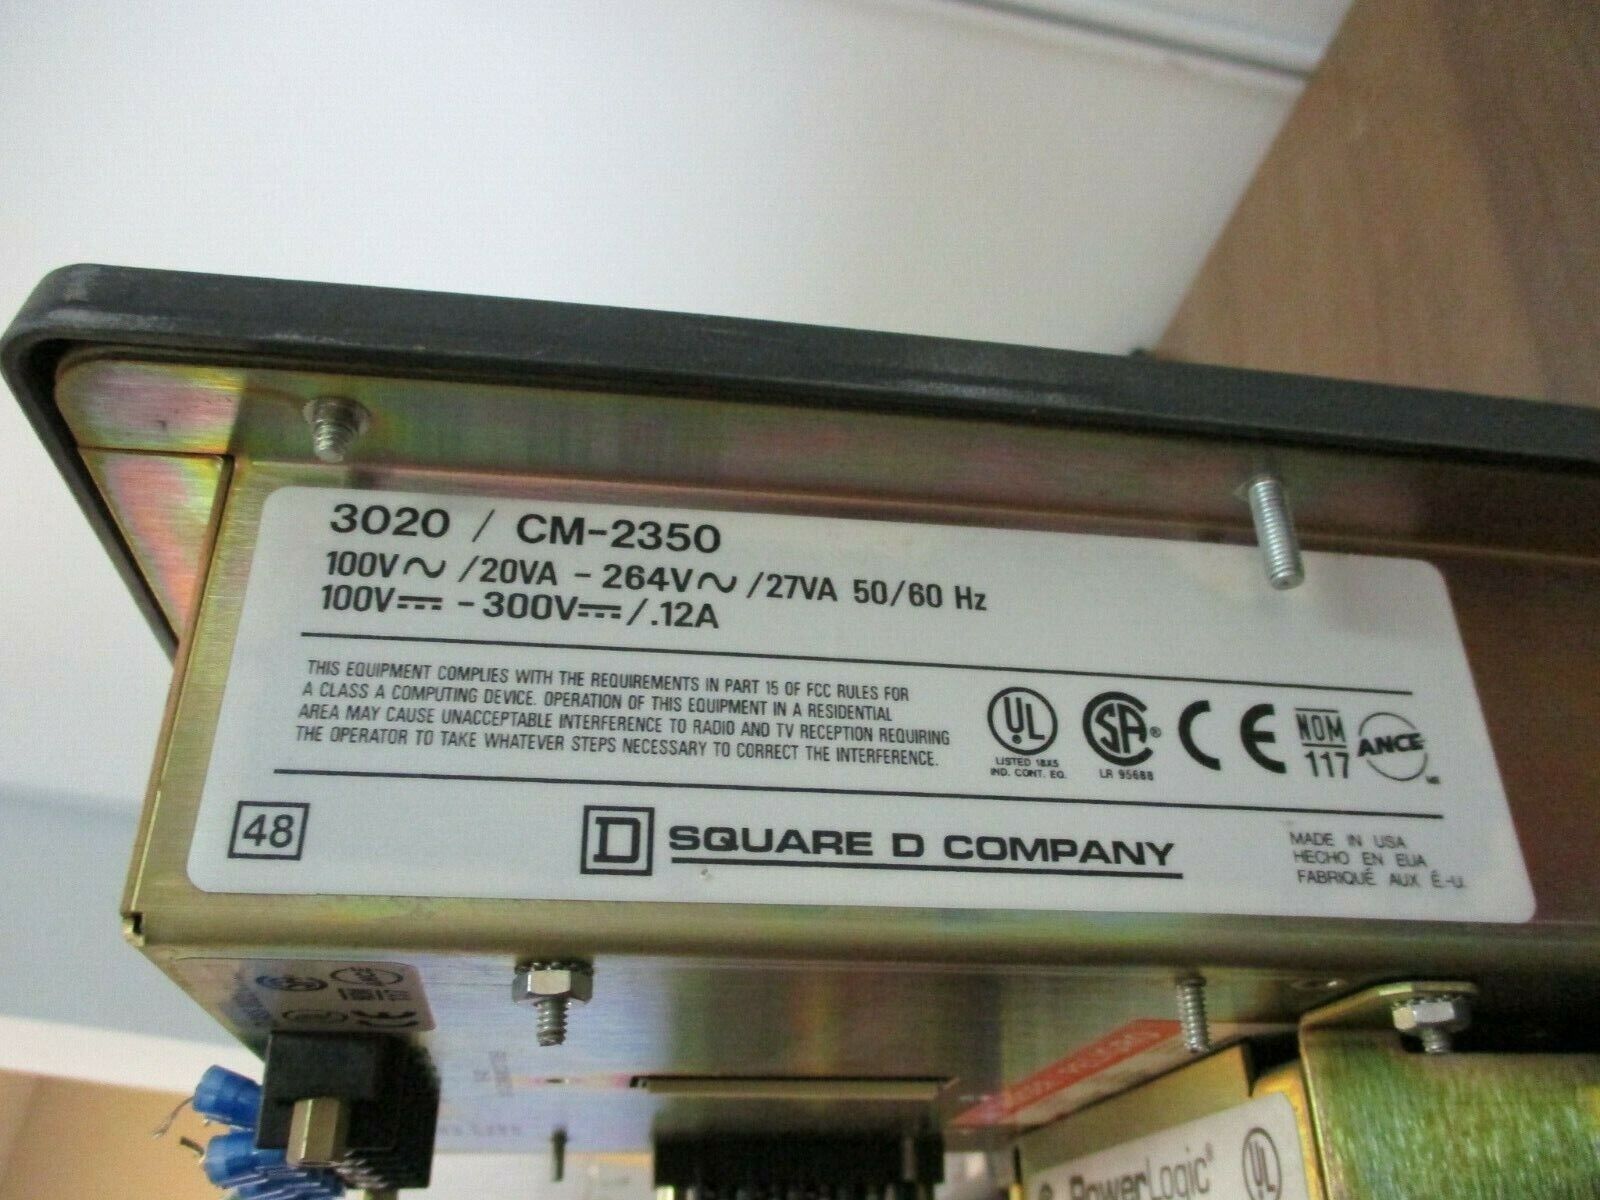 3020 / CM-2350
100V~ /20VA - 264V~ /27VA 50/60 Hz
100V⎓ - 300V⎓ /.12A
THIS EQUIPMENT COMPLIES WITH THE REQUIREMENTS IN PART 15 OF FCC RULES FOR
A CLASS A COMPUTING DEVICE. OPERATION OF THIS EQUIPMENT IN A RESIDENTIAL
AREA MAY CAUSE UNACCEPTABLE INTERFERENCE TO RADIO AND TV RECEPTION REQUIRING
THE OPERATOR TO TAKE WHATEVER STEPS NECESSARY TO CORRECT THE INTERFERENCE.
UL
LISTED 18X5
IND. CONT. EQ.
SA®
LR 95688
CE
NOM
117
ANCE
48
D SQUARE D COMPANY
MADE IN USA
HECHO EN EUA
FABRIQUÉ AUX É.-U.
PowerLogic®
UL